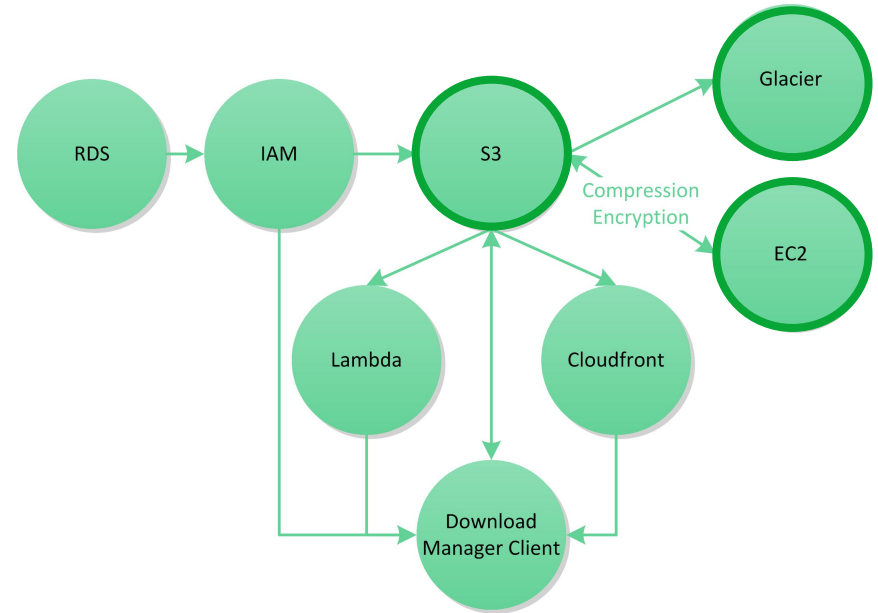 Glacier
RDS
IAM
S3
Compression
Encryption
EC2
Lambda
Cloudfront
Download
Manager Client